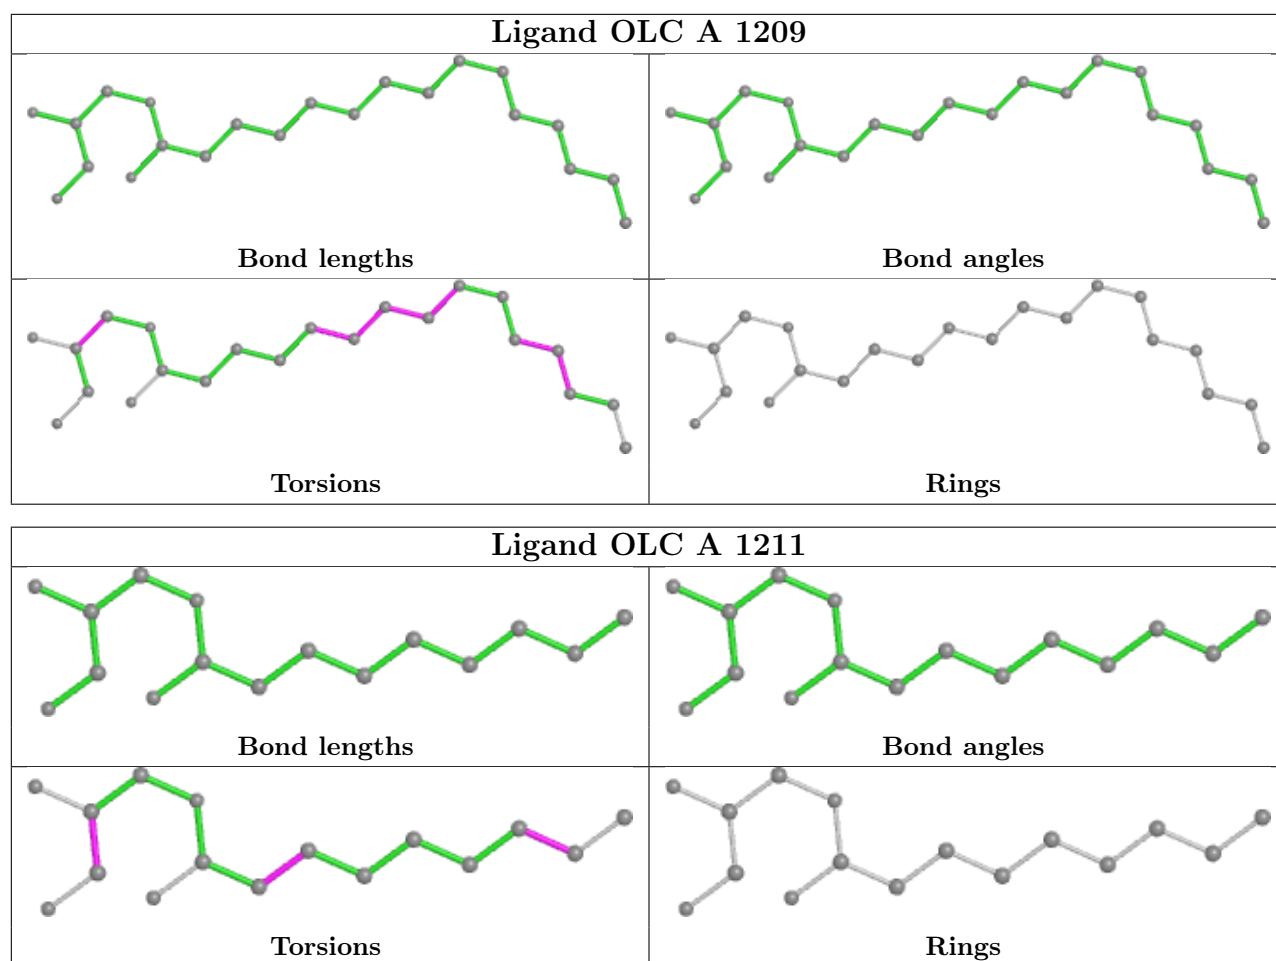 Ligand OLC A 1209
Bond lengths
Bond angles
Torsions
Rings
Ligand OLC A 1211
Bond lengths
Bond angles
Torsions
Rings